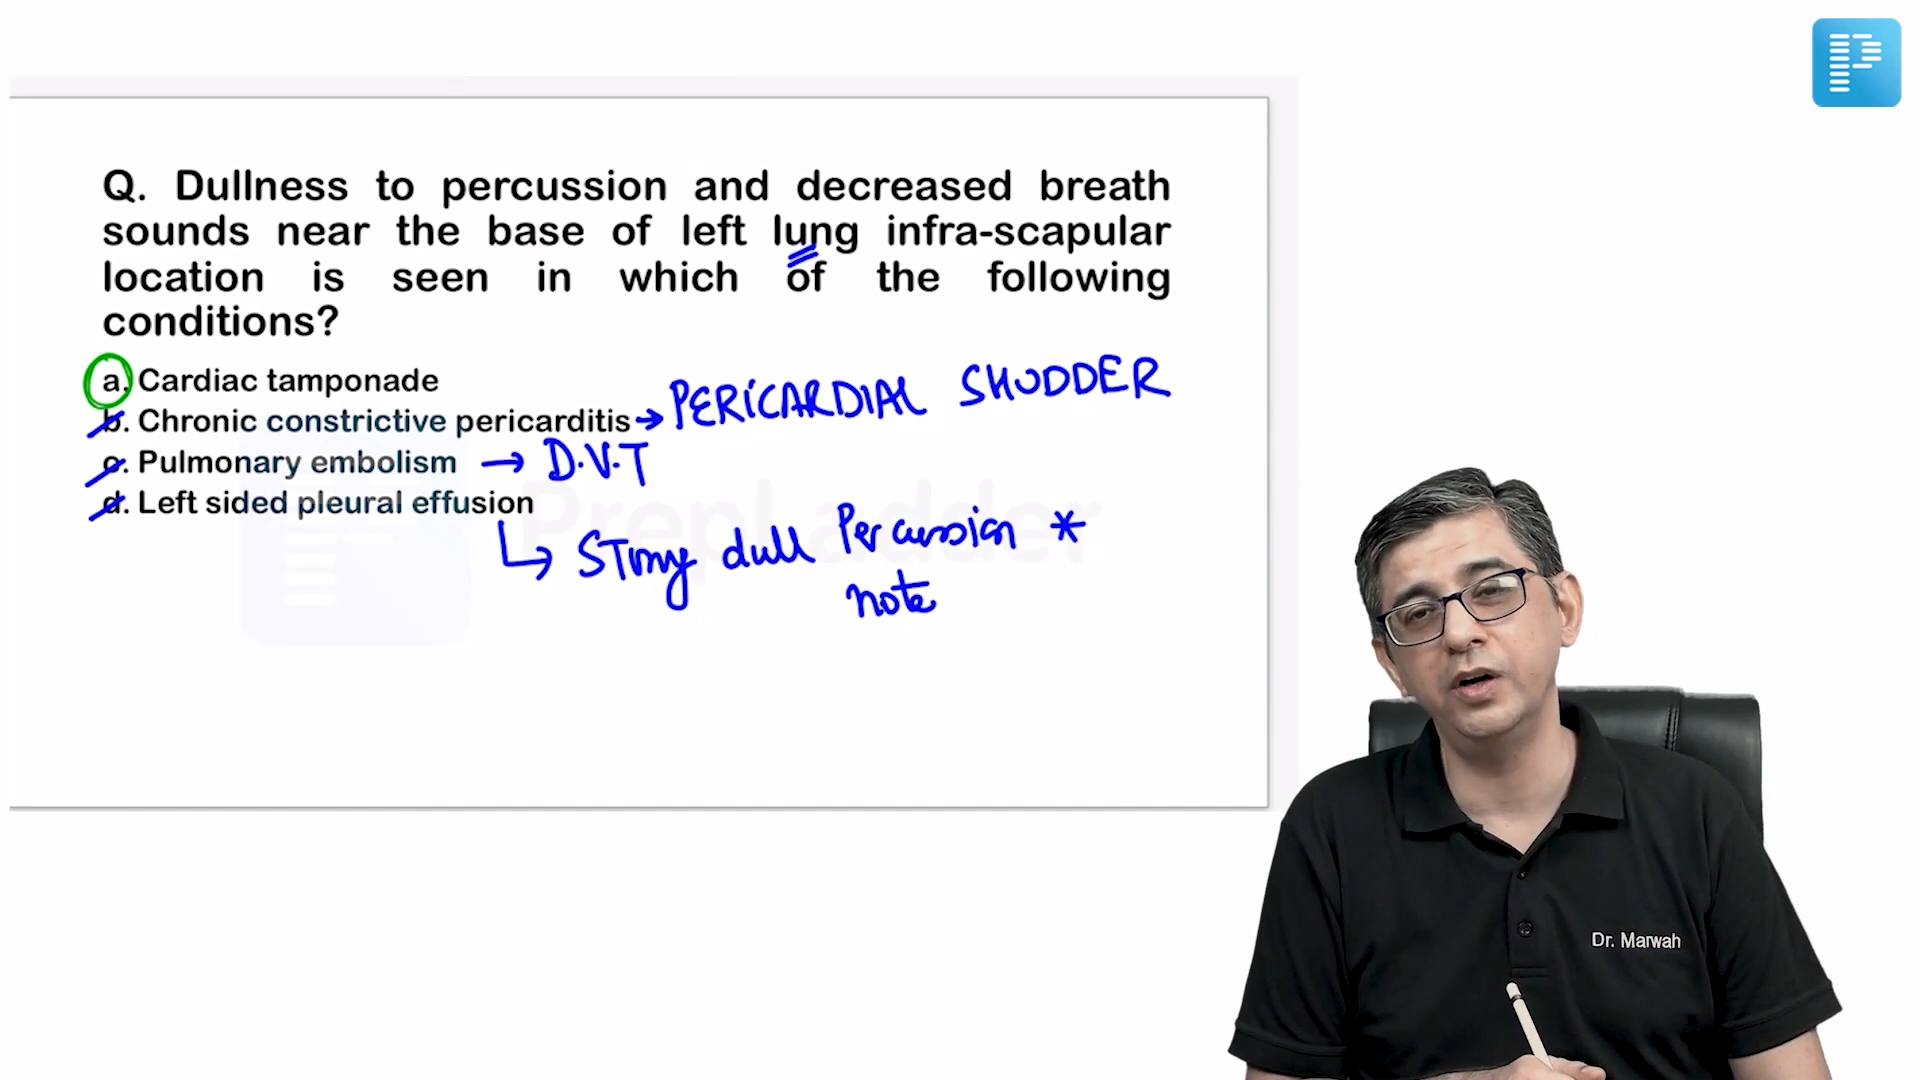 Q. Dullness to percussion and decreased breath
sounds near the base of left lung infra-scapular
location is seen in which of the following
conditions?
a. Cardiac tamponade
b. Chronic constrictive pericarditis → PERICARDIAL SHUDDER
c. Pulmonary embolism → D.V.T
d. Left sided pleural effusion
PrepLadder
↳ STony dull Percussion *
note
Dr. Marwah